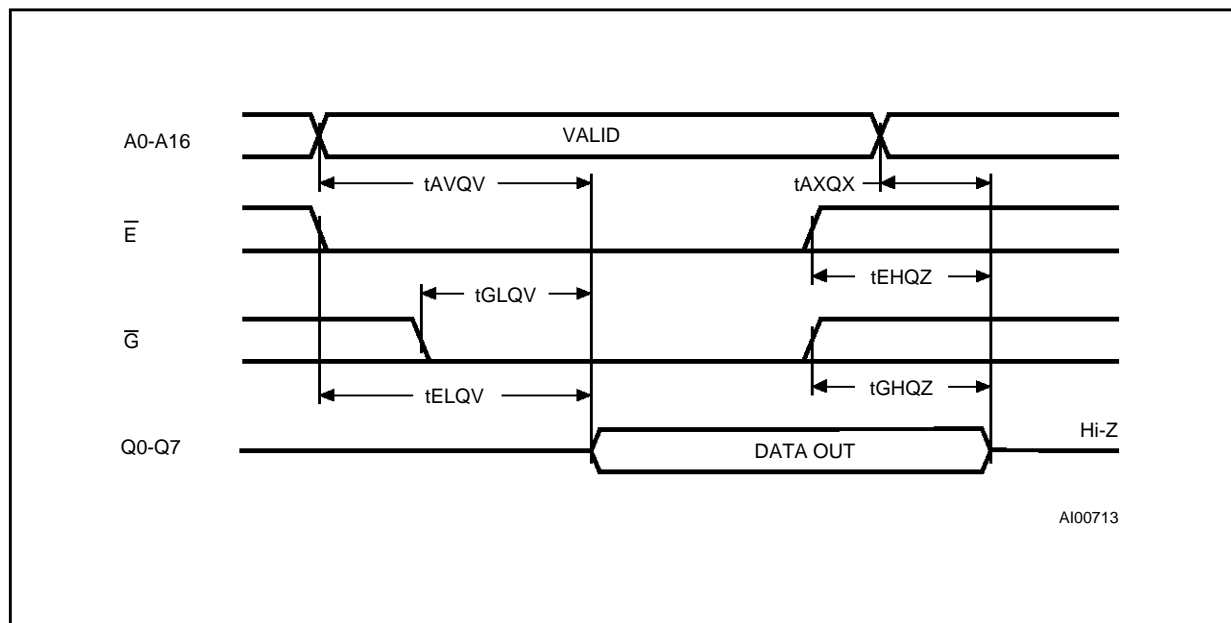 A0-A16
VALID
tAVQV
tAXQX
E̅
tEHQZ
tGLQV
G̅
tGHQZ
tELQV
Hi-Z
Q0-Q7
DATA OUT
AI00713